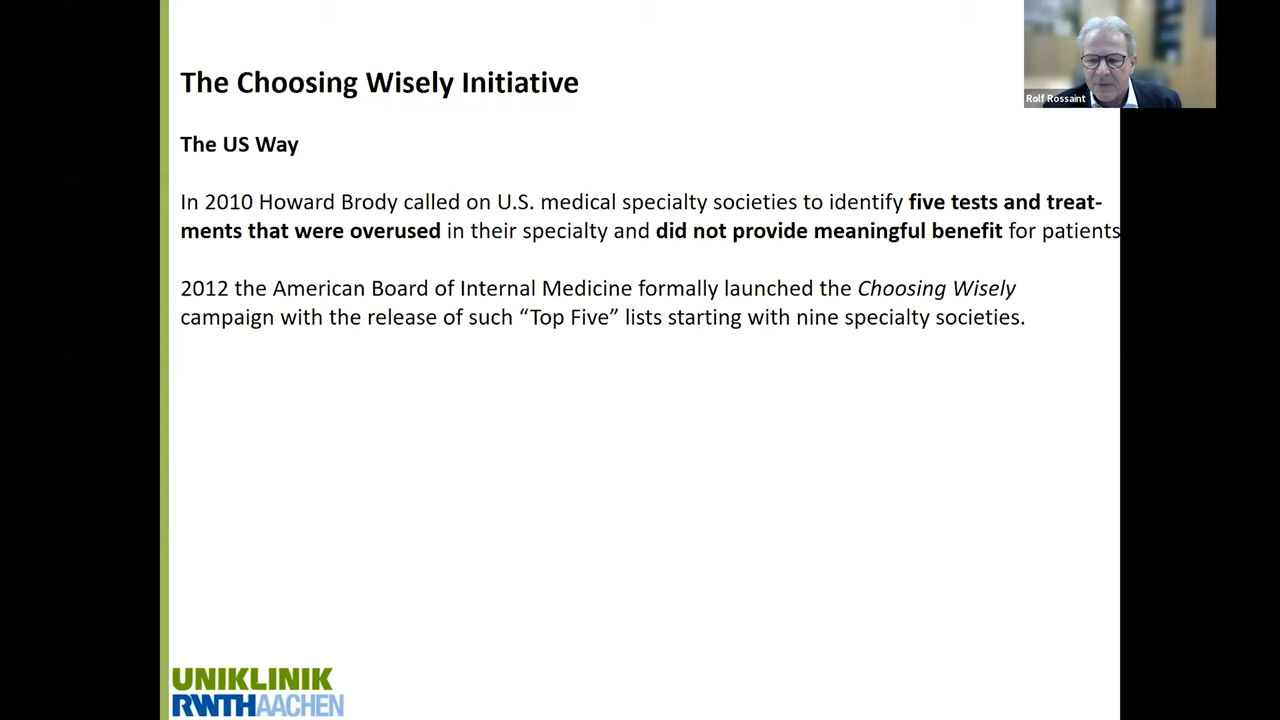 The Choosing Wisely Initiative
Rolf Rossaint
The US Way
In 2010 Howard Brody called on U.S. medical specialty societies to identify five tests and treat-
ments that were overused in their specialty and did not provide meaningful benefit for patients
2012 the American Board of Internal Medicine formally launched the Choosing Wisely
campaign with the release of such “Top Five” lists starting with nine specialty societies.
UNIKLINIK
RWTHAACHEN